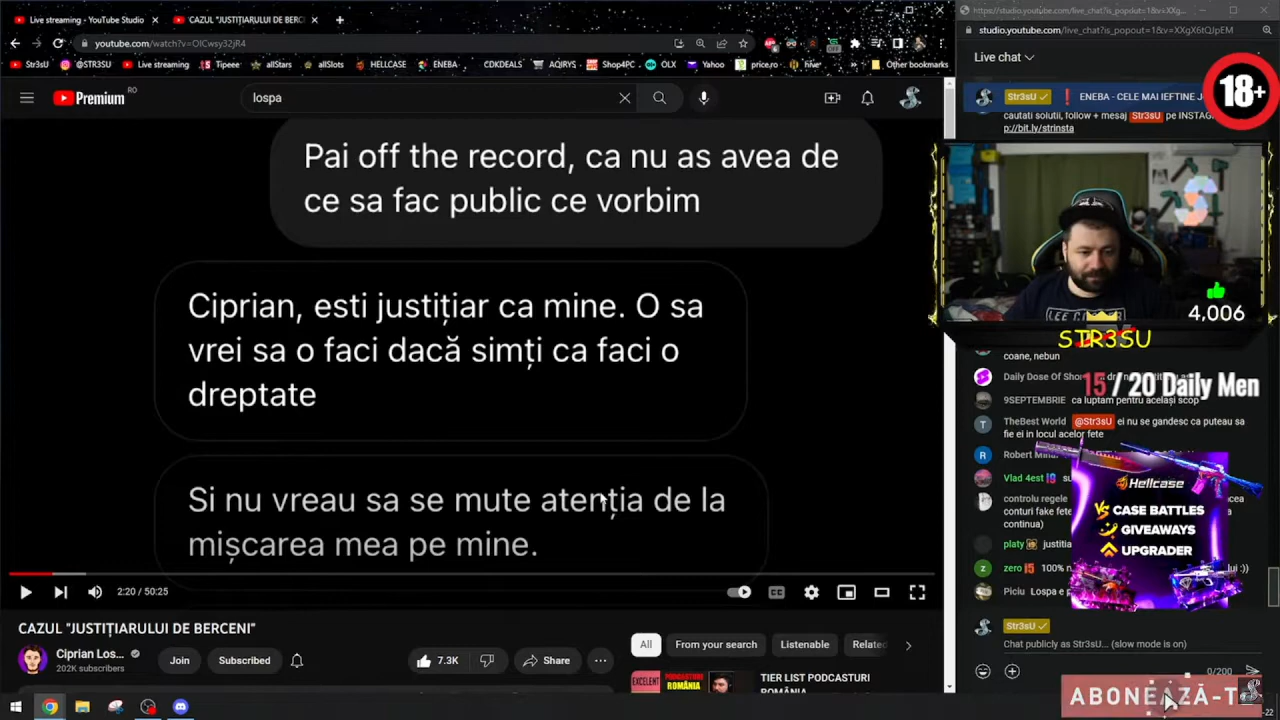 Live streaming - YouTube Studio
CAZUL "JUSTIȚIARULUI DE BERCE
youtube.com/watch?v=OICwsy32jR4
Str3sU
@STR3SU
Live streaming
Tipeee
allStars
allSlots
HELLCASE
ENEBA
CDKDEALS
AQIRYS
Shop4PC
OLX
Yahoo
price.ro
hive
Other bookmarks
Premium
RO
lospa
Pai off the record, ca nu as avea de
ce sa fac public ce vorbim
Ciprian, esti justițiar ca mine. O sa
vrei sa o faci dacă simți ca faci o
dreptate
Si nu vreau sa se mute atenția de la
mișcarea mea pe mine.
2:20 / 50:25
CAZUL "JUSTIȚIARULUI DE BERCENI"
Ciprian Los...
202K subscribers
Join
Subscribed
7.3K
Share
All
From your search
Listenable
Related
EXCELENT
PODCASTURI
ROMÂNIA
TIER LIST PODCASTURI
ROMÂNIA
https://studio.youtube.com/live_chat?is_popout=1&v=XXg...
studio.youtube.com/live_chat?is_popout=1&v=XXgX6tQJpEM
Live chat
Str3sU
ENEBA - CELE MAI IEFTINE J
cautati solutii, follow + mesaj Str3sU pe INSTAG
p://bit.ly/strinsta
18+
4,006
STR3SU
15 / 20 Daily Men
coane, nebun
Daily Dose Of Shor
9SEPTEMBRIE ca luptam pentru același scop
TheBest World @Str3sU ei nu se gandesc ca puteau sa
fie ei in locul acelor fete
Robert
Vlad 4est
controlu regele
conturi fake fete
continua)
platy justitia
zero 100%
lui :))
Piciu Lospa e
Hellcase
VS CASE BATTLES
GIVEAWAYS
UPGRADER
Str3sU
Chat publicly as Str3sU... (slow mode is on)
0/200
ABONEAZĂ-T
-22